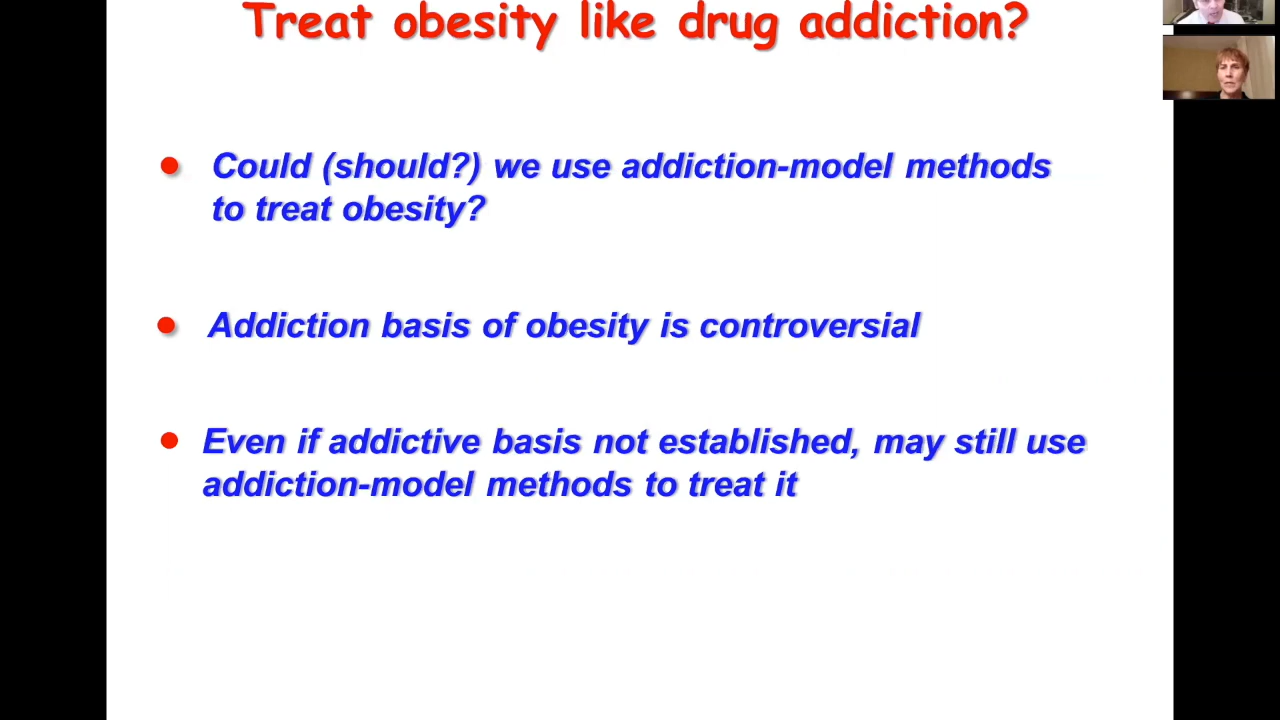 Treat obesity like drug addiction?
Could (should?) we use addiction-model methods
to treat obesity?
Addiction basis of obesity is controversial
Even if addictive basis not established, may still use
addiction-model methods to treat it